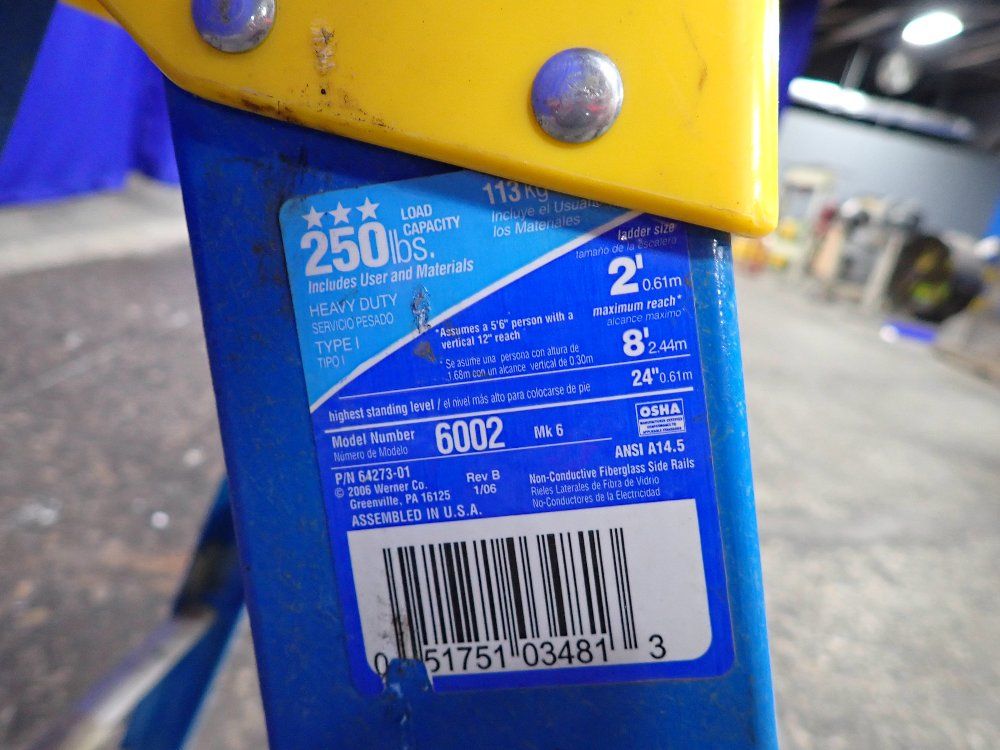 LOAD
CAPACITY
250 lbs.
Includes User and Materials
113 kg
Incluye el
los Materiales
HEAVY DUTY
SERVICIO PESADO
TYPE I
TIPO I
ladder size
tamaño de la escalera
2' 0.61m
maximum reach*
alcance maximo*
8' 2.44m
*Assumes a 5'6" person with a
vertical 12" reach
* Se asume una persona con altura de
1.68m con un alcance vertical de 0.30m
highest standing level / el nivel más alto para colocarse de pie 24" 0.61m
Model Number 6002 Mk 6
Número de Modelo
OSHA
ANSI A14.5
P/N 64273-01 Rev B
© 2006 Werner Co. 1/06
Greenville, PA 16125
ASSEMBLED IN U.S.A.
Non-Conductive Fiberglass Side Rails
Rieles Laterales de Fibra de Vidrio
No-Conductores de la Electricidad
0 51751 03481 3